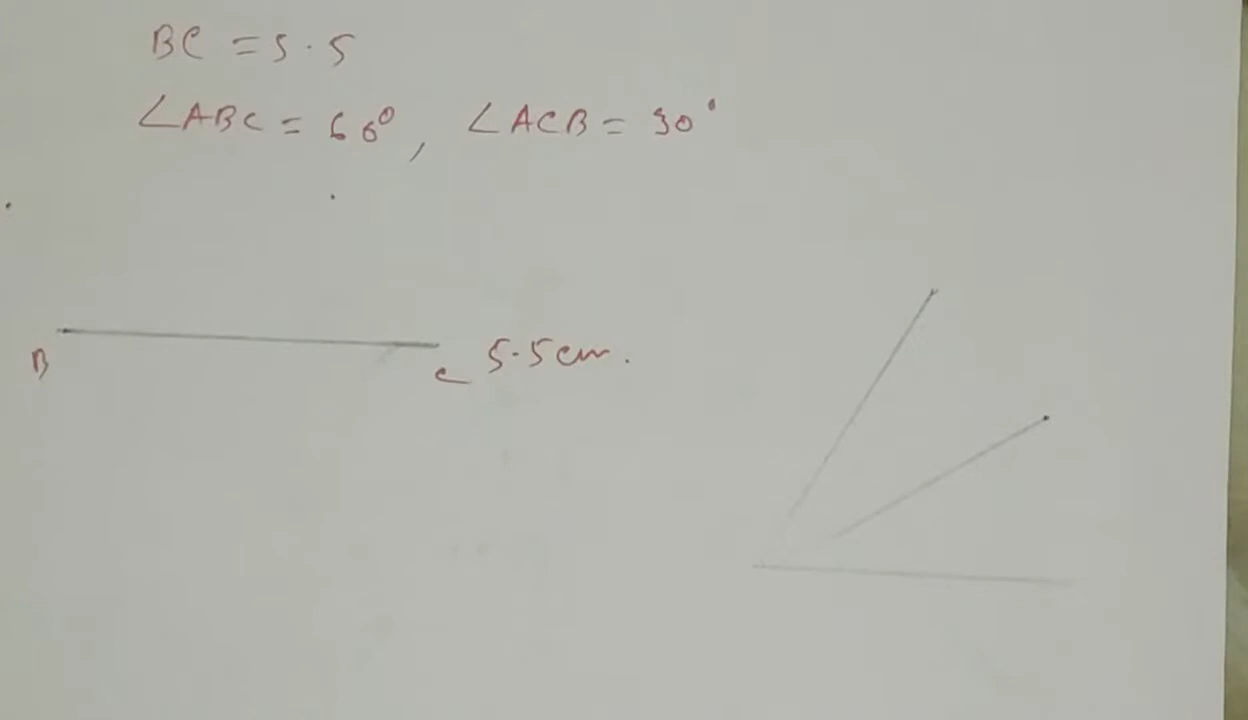 BC = 5.5
∠ABC = 60°, ∠ACB = 30°
B
C 5.5cm.